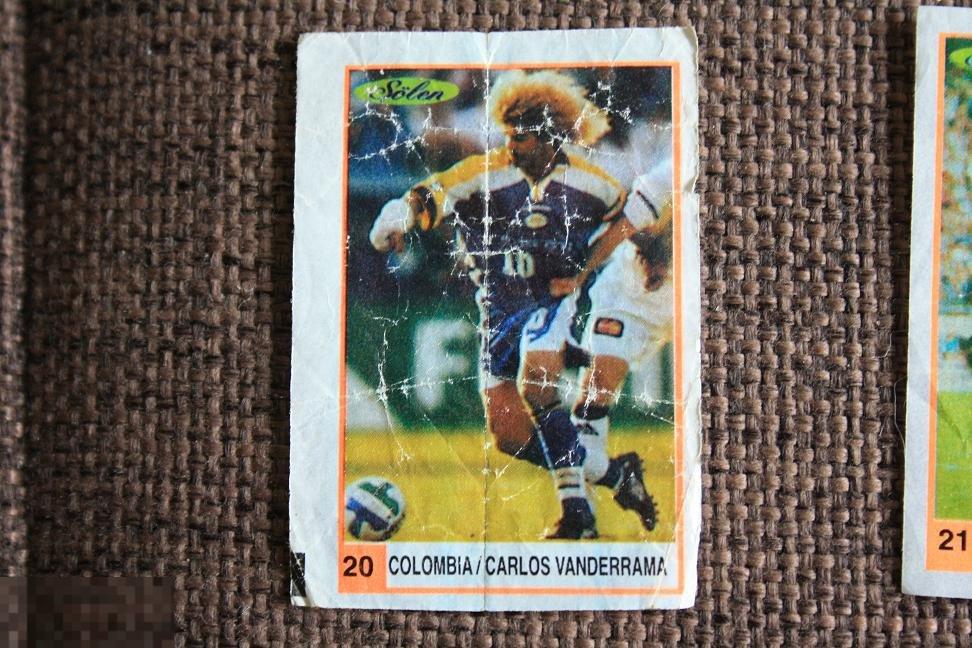 Sölen
10
20 COLOMBIA / CARLOS VANDERRAMA
21